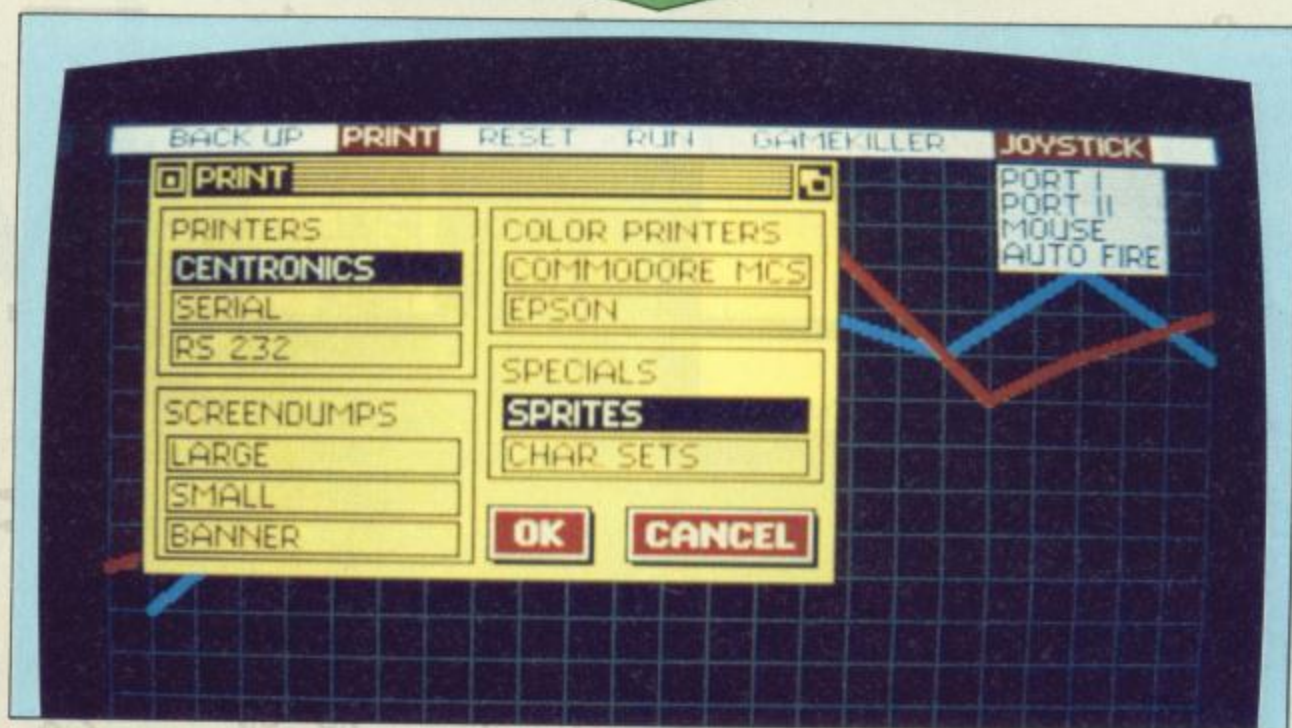 BACK UP PRINT RESET RUN GAMEKILLER JOYSTICK
PRINT
PRINTERS
CENTRONICS
SERIAL
RS 232
SCREENDUMPS
LARGE
SMALL
BANNER
COLOR PRINTERS
COMMODORE MCS
EPSON
SPECIALS
SPRITES
CHAR. SETS
OK CANCEL
PORT I
PORT II
MOUSE
AUTO FIRE